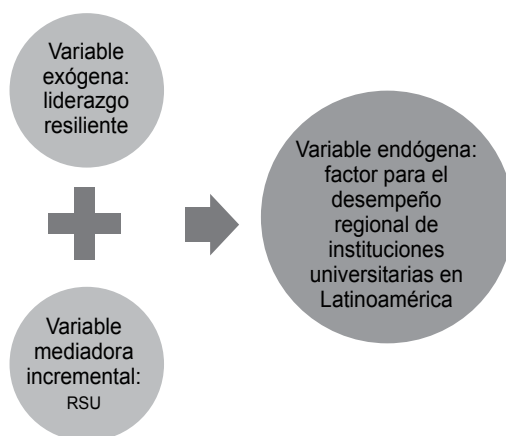 Variable
exógena:
liderazgo
resiliente
Variable
mediadora
incremental:
RSU
Variable endógena:
factor para el
desempeño
regional de
instituciones
universitarias en
Latinoamérica